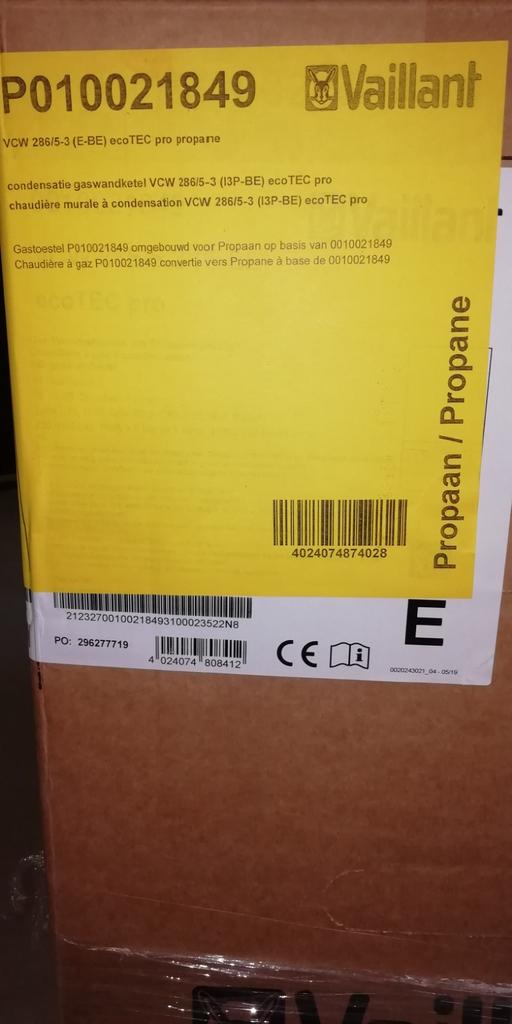 P010021849
Vaillant
VCW 286/5-3 (E-BE) ecoTEC pro propane
condensatie gaswandketel VCW 286/5-3 (I3P-BE) ecoTEC pro
chaudière murale à condensation VCW 286/5-3 (I3P-BE) ecoTEC pro
Gastoestel P010021849 omgebouwd voor Propaan op basis van 0010021849
Chaudière à gaz P010021849 convertie vers Propane à base de 0010021849
ecoTEC pro
Propaan / Propane
4024074874028
21232700100218493100023522N8
E
PO: 296277719
4 024074 808412
CE
i
0020243021_04 - 05/19
Vaill